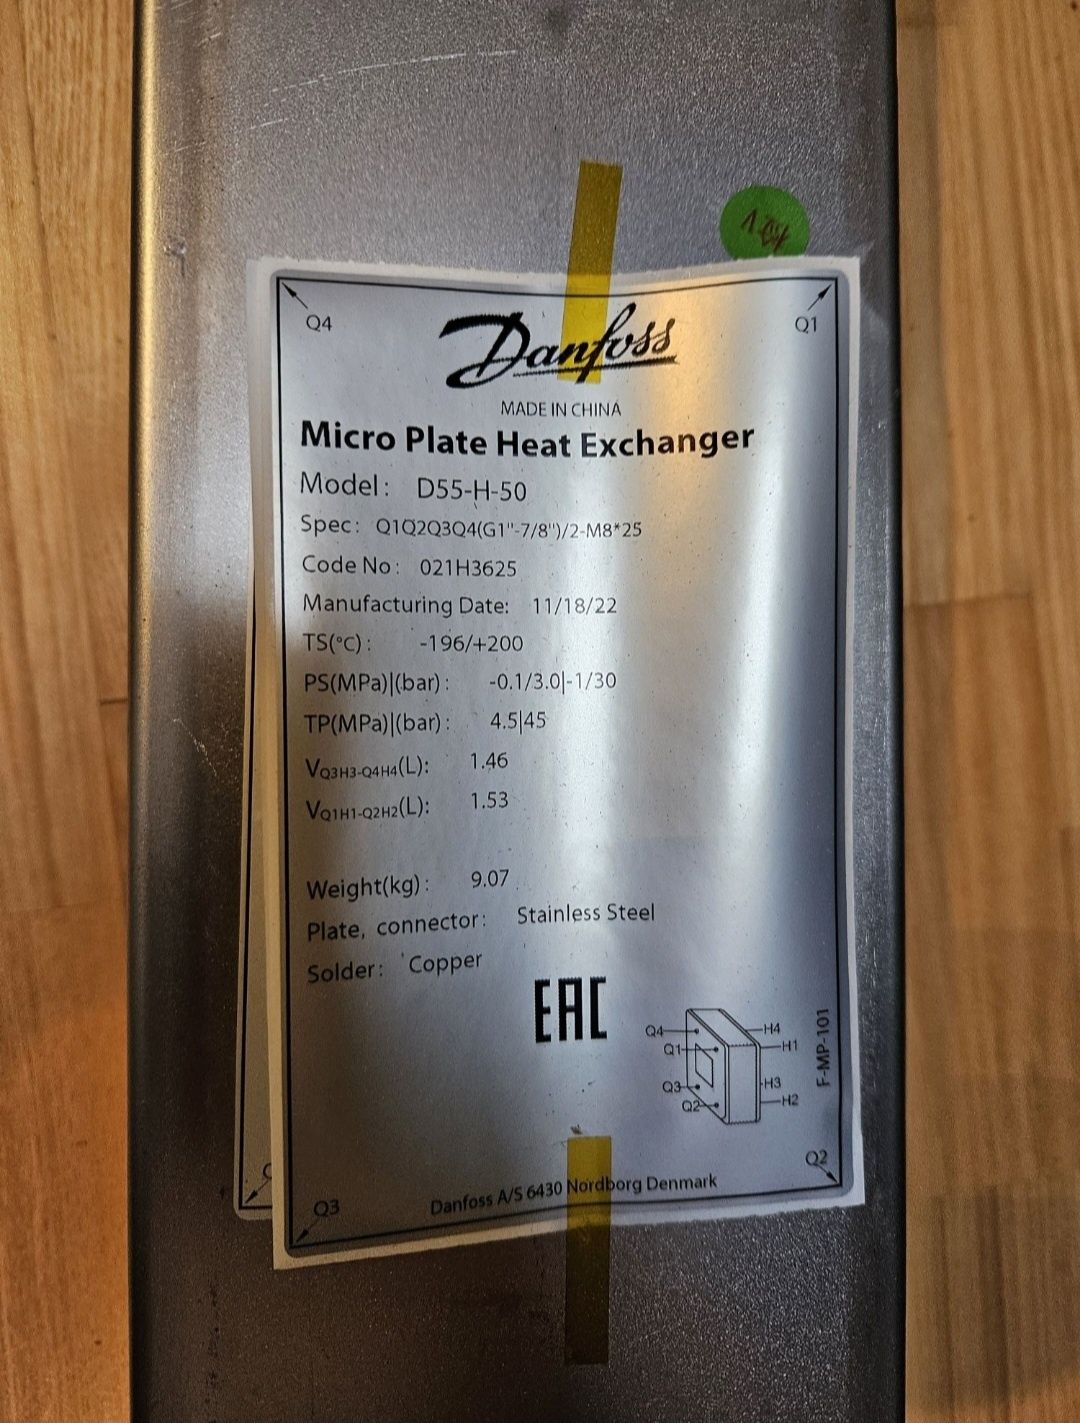 Q4
Q1
Danfoss
MADE IN CHINA
Micro Plate Heat Exchanger
Model: D55-H-50
Spec: Q1Q2Q3Q4(G1"-7/8")/2-M8*25
Code No: 021H3625
Manufacturing Date: 11/18/22
TS(°C): -196/+200
PS(MPa)|(bar): -0.1/3.0|-1/30
TP(MPa)|(bar): 4.5|45
VQ3H3-Q4H4(L): 1.46
VQ1H1-Q2H2(L): 1.53
Weight(kg): 9.07
Plate, connector: Stainless Steel
Solder: Copper
EAC
Q4
H4
Q1
H1
Q3
H3
Q2
H2
F-MP-101
Q2
Q3
Danfoss A/S 6430 Nordborg Denmark